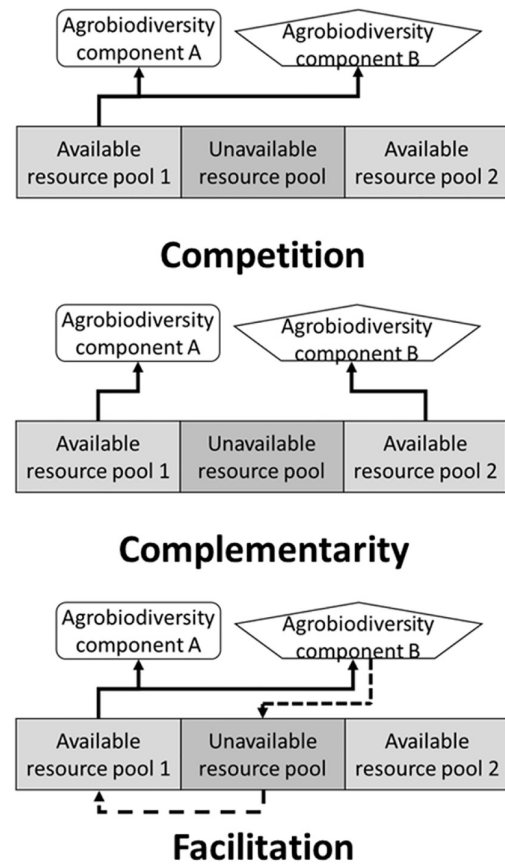 Agrobiodiversity
component A
Agrobiodiversity
component B
Available
resource pool 1
Unavailable
resource pool
Available
resource pool 2
Competition
Agrobiodiversity
component A
Agrobiodiversity
component B
Available
resource pool 1
Unavailable
resource pool
Available
resource pool 2
Complementarity
Agrobiodiversity
component A
Agrobiodiversity
component B
Available
resource pool 1
Unavailable
resource pool
Available
resource pool 2
Facilitation